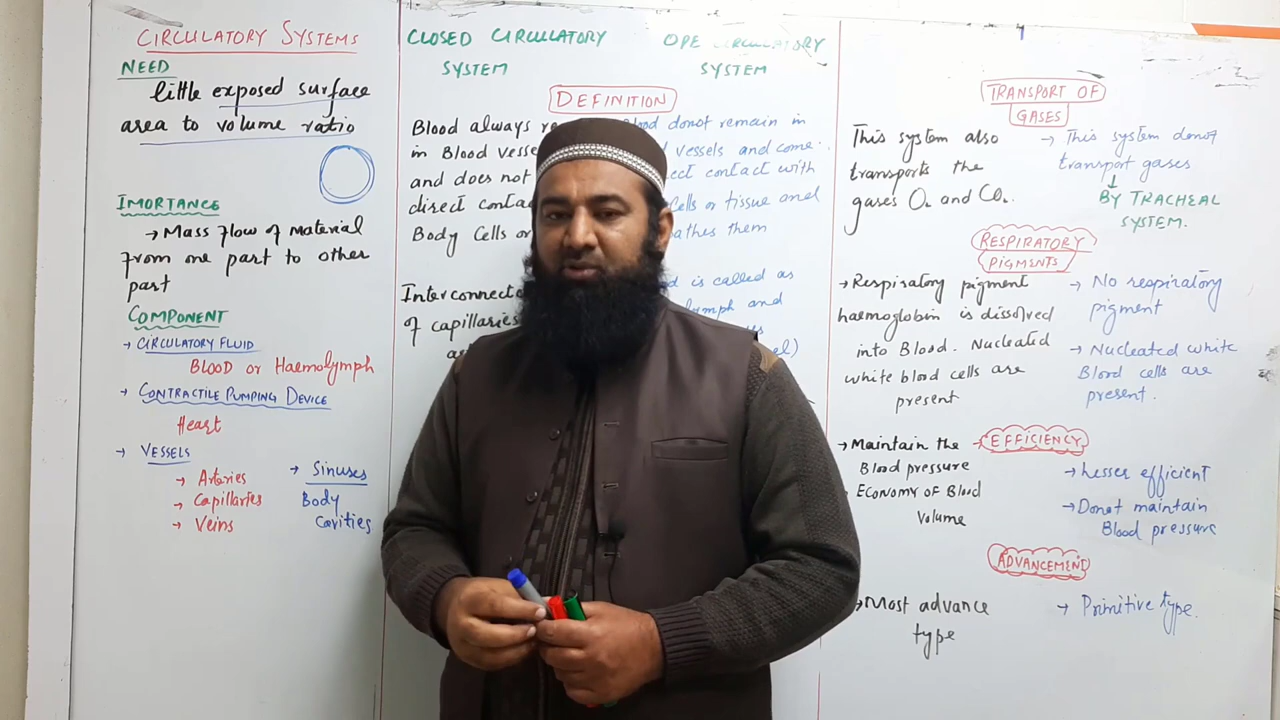 CIRCULATORY SYSTEMS
NEED
little exposed surface
area to volume ratio
IMORTANCE
→ Mass flow of Material
from one part to other
part
COMPONENT
→ CIRCULATORY FLUID
BLOOD or Haemolymph
→ CONTRACTILE PUMPING DEVICE
Heart
→ VESSELS
→ Arteries
→ Capillaries
→ Veins
→ Sinuses
Body
Cavities
CLOSED CIRCULATORY
SYSTEM
OPE CIRCULATORY
SYSTEM
DEFINITION
Blood always
in Blood
and does not
direct
Body Cells or
of capillaries
donot remain in
vessels and come
contact with
Cells or tissue and
them
is called as
and
TRANSPORT OF
GASES
This system also
transports the
gases O₂ and CO₂.
→ This system donot
transport gases
↓
BY TRACHEAL
SYSTEM.
RESPIRATORY
PIGMENTS
→ Respiratory pigment
haemoglobin is dissolved
into Blood. Nucleated
white blood cells are
present
→ No respiratory
pigment
→ Nucleated white
Blood cells are
present.
EFFICIENCY
→ Maintain the
Blood pressure
ECONOMY OF Blood
Volume
→ Lesser efficient
→ Donot maintain
Blood pressure
ADVANCEMENT
→ Most advance
type
→ Primitive type.